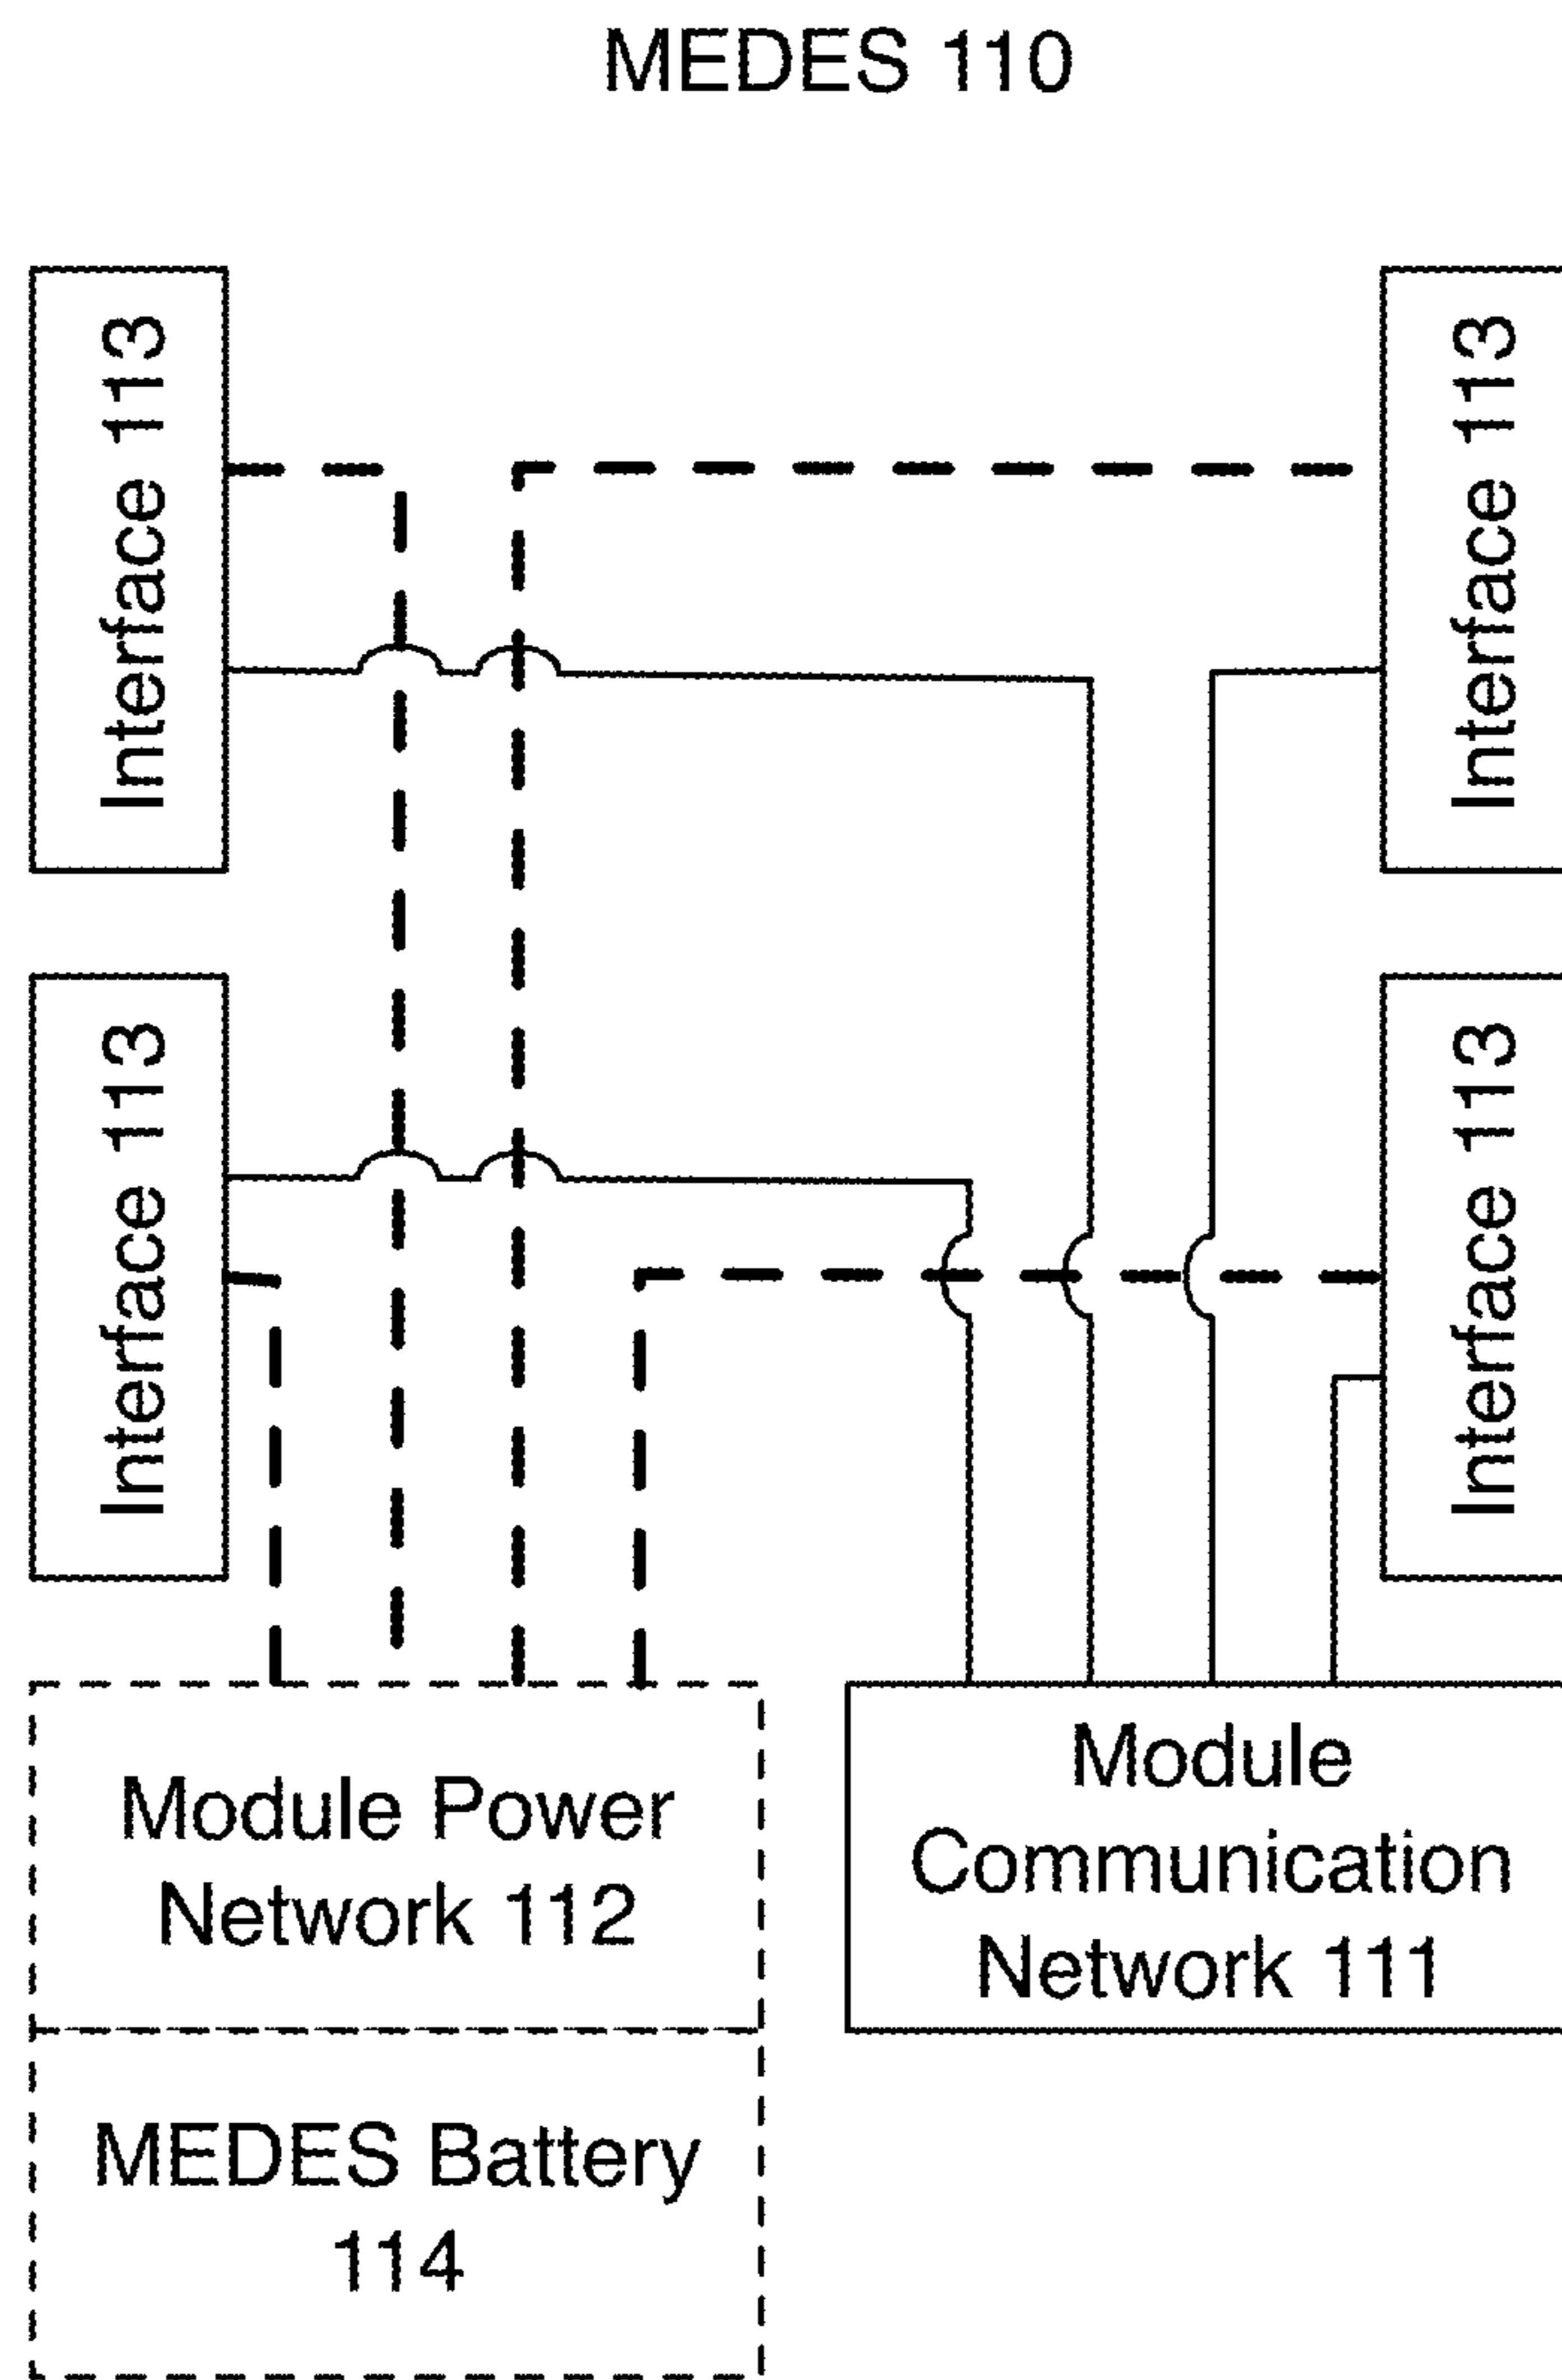 MEDES 110
Interface 113
Interface 113
Interface 113
Interface 113
Module Power
Network 112
Module
Communication
Network 111
MEDES Battery
114